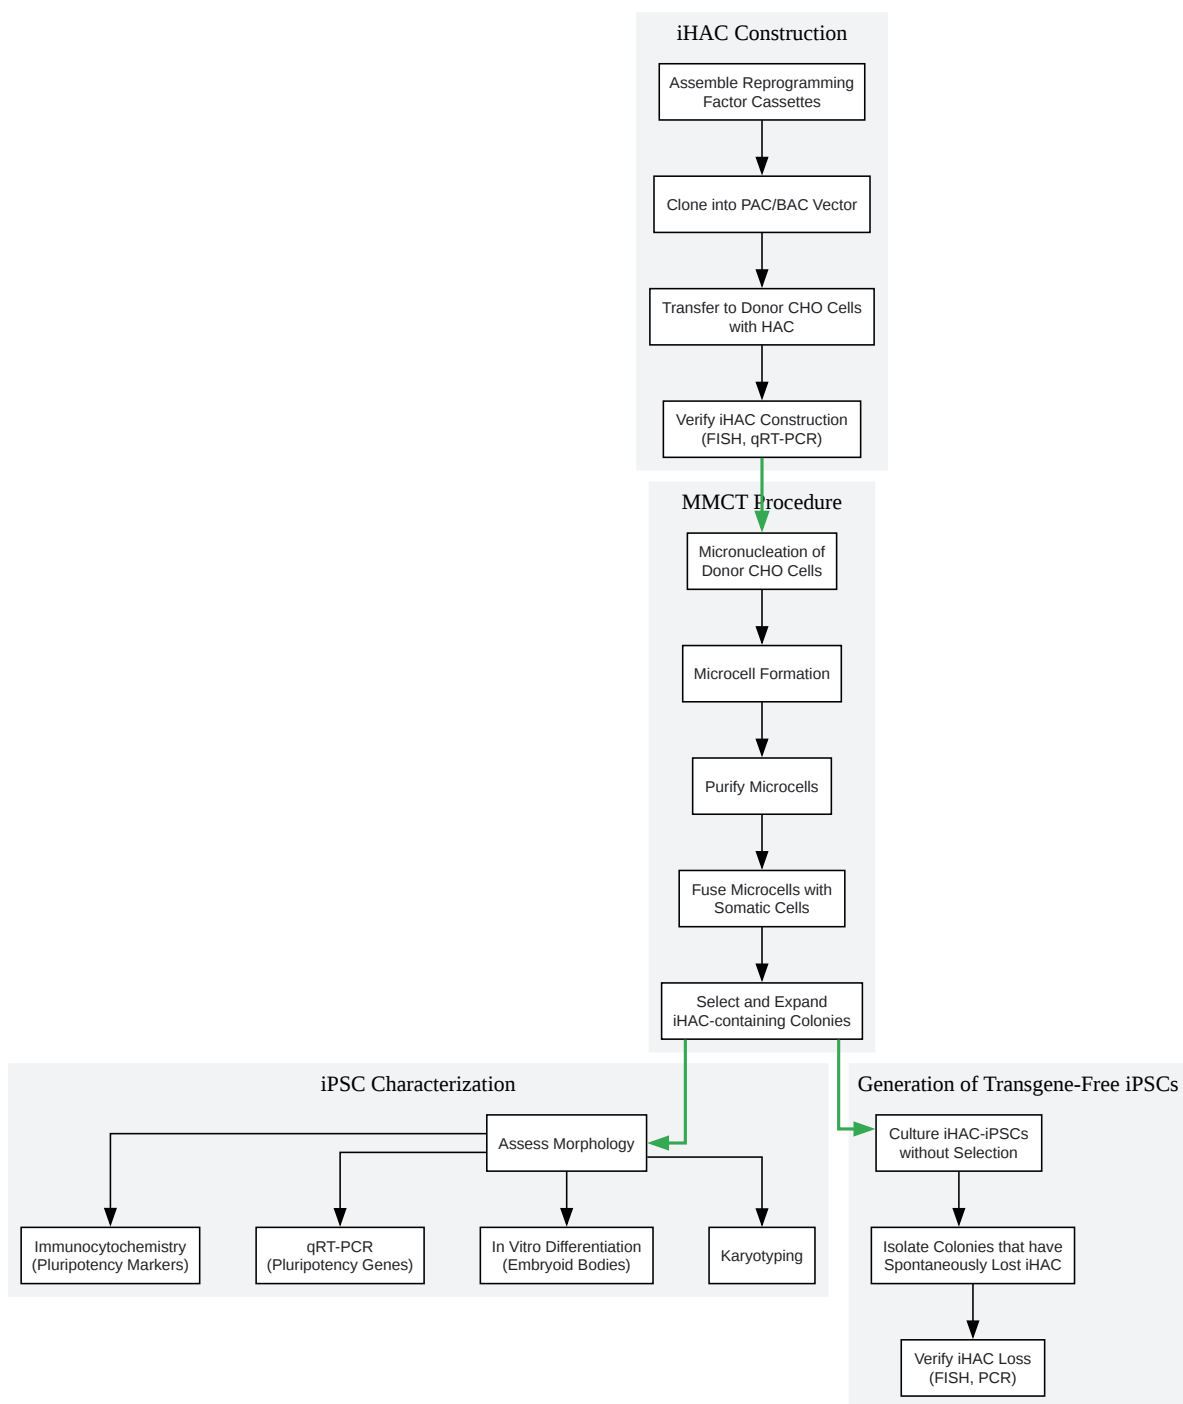 iHAC Construction
Assemble Reprogramming
Factor Cassettes
Clone into PAC/BAC Vector
Transfer to Donor CHO Cells
with HAC
Verify iHAC Construction
(FISH, qRT-PCR)
MMCT Procedure
Micronucleation of
Donor CHO Cells
Microcell Formation
Purify Microcells
Fuse Microcells with
Somatic Cells
Select and Expand
iHAC-containing Colonies
iPSC Characterization
Assess Morphology
Immunocytochemistry
(Pluripotency Markers)
qRT-PCR
(Pluripotency Genes)
In Vitro Differentiation
(Embryoid Bodies)
Karyotyping
Generation of Transgene-Free iPSCs
Culture iHAC-iPSCs
without Selection
Isolate Colonies that have
Spontaneously Lost iHAC
Verify iHAC Loss
(FISH, PCR)